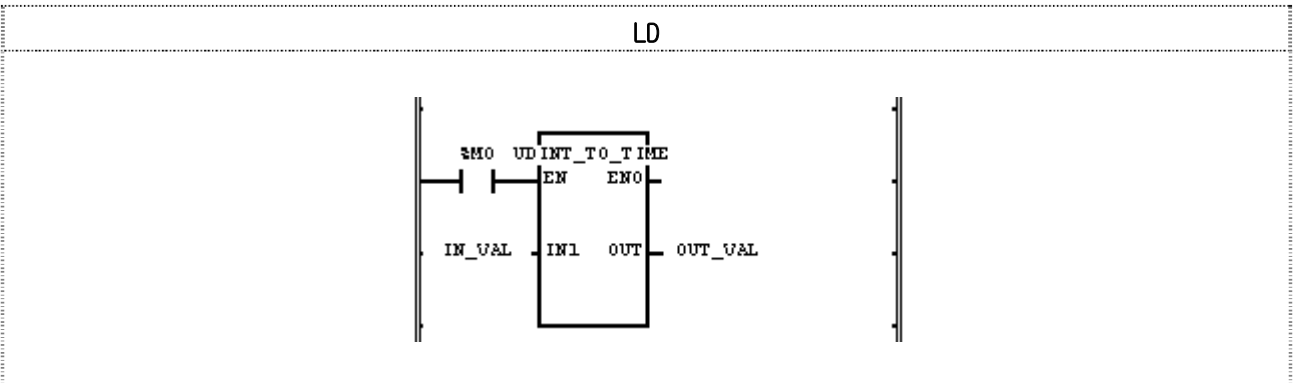 LD
%M0 UDINT_TO_TIME
EN ENO
IN_VAL IN1 OUT OUT_VAL